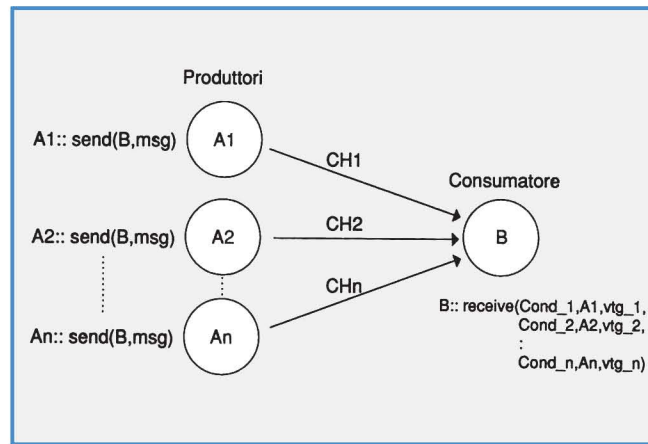 Produttori
A1:: send(B,msg)
A1
CH1
Consumatore
A2:: send(B,msg)
A2
CH2
B
CHn
An:: send(B,msg)
An
B:: receive(Cond_1,A1,vtg_1,
Cond_2,A2,vtg_2,
:
Cond_n,An,vtg_n)